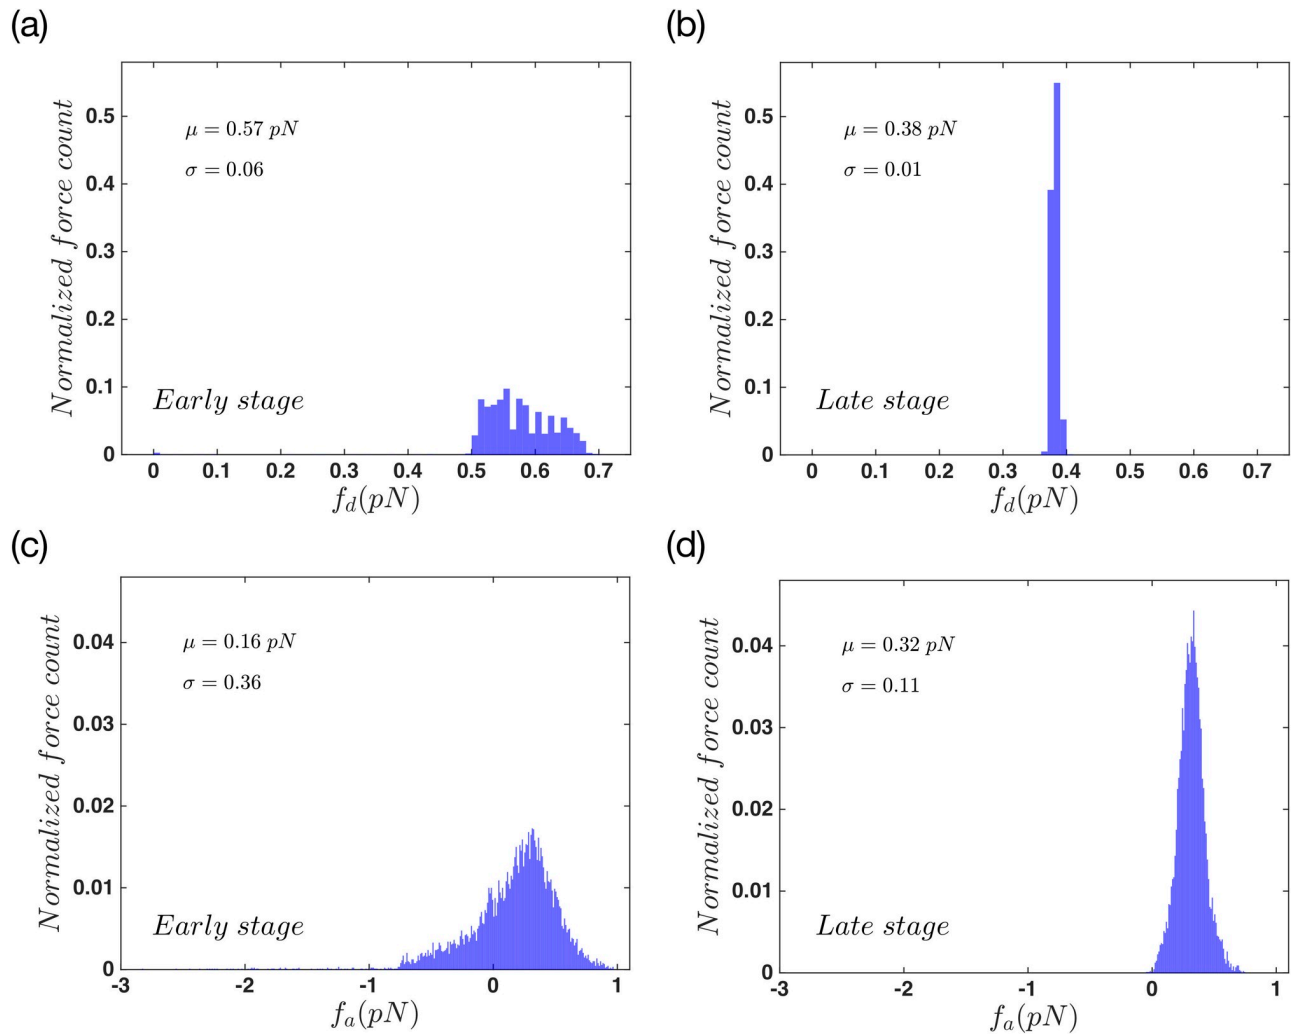 (a)
Normalized force count
0.5
0.4
0.3
0.2
0.1
0
μ = 0.57 pN
σ = 0.06
Early stage
0 0.1 0.2 0.3 0.4 0.5 0.6 0.7
f_d(pN)
(b)
Normalized force count
0.5
0.4
0.3
0.2
0.1
0
μ = 0.38 pN
σ = 0.01
Late stage
0 0.1 0.2 0.3 0.4 0.5 0.6 0.7
f_d(pN)
(c)
Normalized force count
0.04
0.03
0.02
0.01
0
μ = 0.16 pN
σ = 0.36
Early stage
-3 -2 -1 0 1
f_a(pN)
(d)
Normalized force count
0.04
0.03
0.02
0.01
0
μ = 0.32 pN
σ = 0.11
Late stage
-3 -2 -1 0 1
f_a(pN)